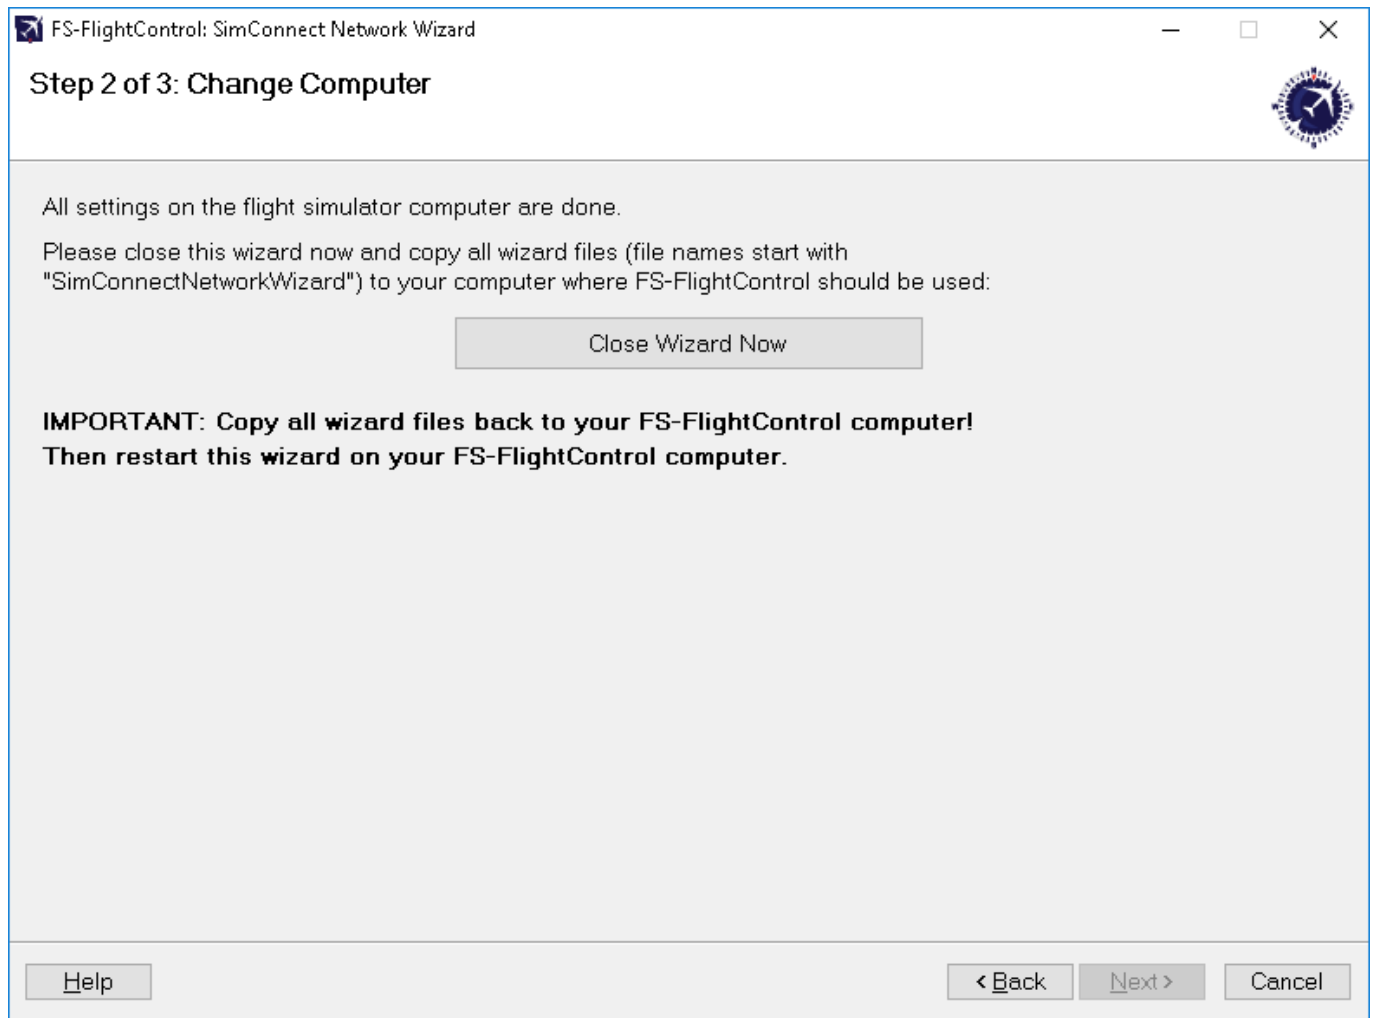 FS-FlightControl: SimConnect Network Wizard
Step 2 of 3: Change Computer
All settings on the flight simulator computer are done.
Please close this wizard now and copy all wizard files (file names start with
"SimConnectNetworkWizard") to your computer where FS-FlightControl should be used:
Close Wizard Now
IMPORTANT: Copy all wizard files back to your FS-FlightControl computer!
Then restart this wizard on your FS-FlightControl computer.
Help
< Back
Next >
Cancel